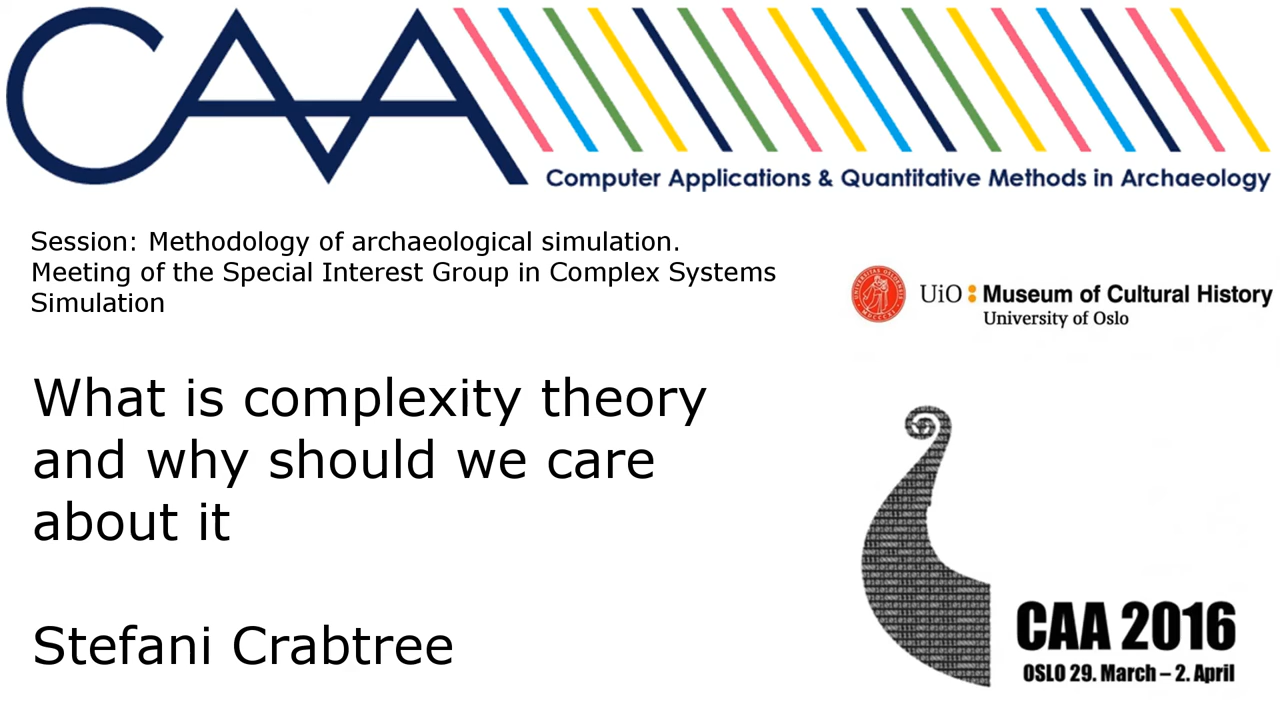 CAA
Computer Applications & Quantitative Methods in Archaeology
Session: Methodology of archaeological simulation.
Meeting of the Special Interest Group in Complex Systems
Simulation
UiO : Museum of Cultural History
University of Oslo
What is complexity theory
and why should we care
about it
Stefani Crabtree
CAA 2016
OSLO 29. March – 2. April